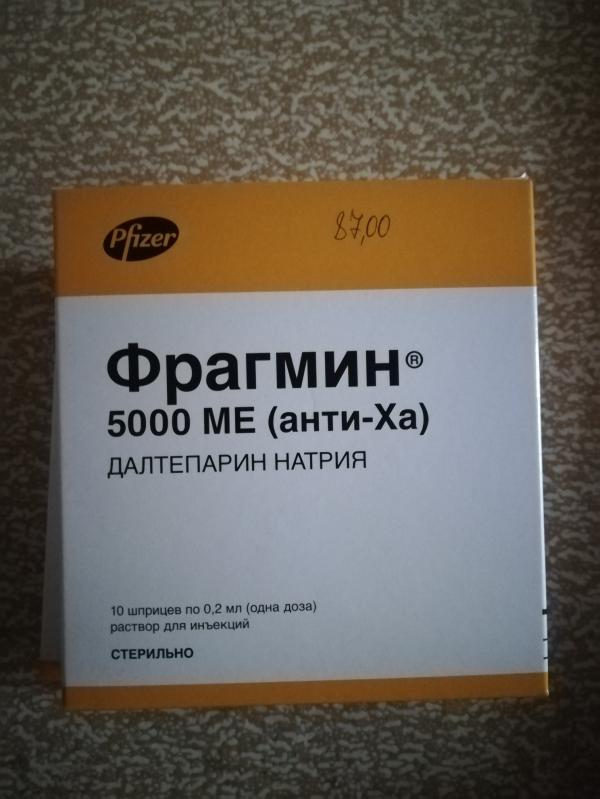 Pfizer
87,00
Фрагмин®
5000 МЕ (анти-Ха)
ДАЛТЕПАРИН НАТРИЯ
10 шприцев по 0,2 мл (одна доза)
раствор для инъекций
СТЕРИЛЬНО